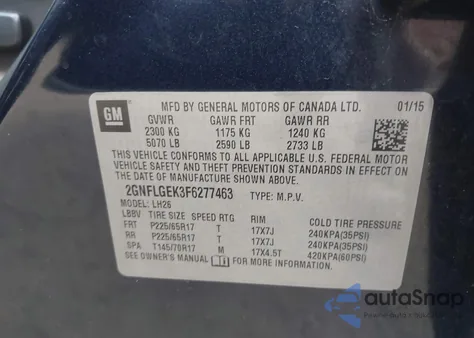 GM
MFD BY GENERAL MOTORS OF CANADA LTD. 01/15
GVWR GAWR FRT GAWR RR
2300 KG 1175 KG 1240 KG
5070 LB 2590 LB 2733 LB
THIS VEHICLE CONFORMS TO ALL APPLICABLE U.S. FEDERAL MOTOR
VEHICLE SAFETY AND THEFT PREVENTION STANDARDS IN EFFECT ON
THE DATE OF MANUFACTURE SHOWN ABOVE.
2GNFLGEK3F6277463 TYPE: M.P.V.
MODEL: LH26
LBBV TIRE SIZE SPEED RTG RIM COLD TIRE PRESSURE
FRT P225/65R17 T 17X7J 240KPA(35PSI)
RR P225/65R17 T 17X7J 240KPA(35PSI)
SPA T145/70R17 M 17X4.5T 420KPA(60PSI)
SEE OWNER'S MANUAL FOR MORE INFORMATION.
autoSnap